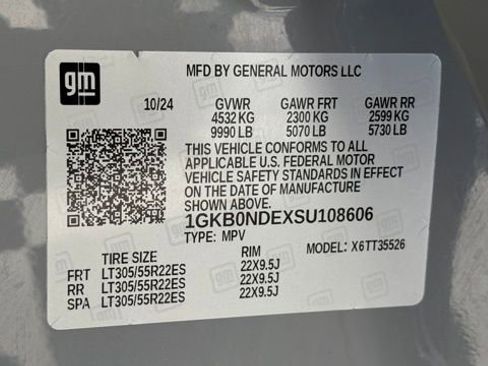 gm
MFD BY GENERAL MOTORS LLC
10/24 GVWR GAWR FRT GAWR RR
4532 KG 2300 KG 2599 KG
9990 LB 5070 LB 5730 LB
THIS VEHICLE CONFORMS TO ALL
APPLICABLE U.S. FEDERAL MOTOR
VEHICLE SAFETY STANDARDS IN EFFECT
ON THE DATE OF MANUFACTURE
SHOWN ABOVE.
1GKB0NDEXSU108606
TYPE: MPV MODEL: X6TT35526
TIRE SIZE RIM
FRT LT305/55R22ES 22X9.5J
RR LT305/55R22ES 22X9.5J
SPA LT305/55R22ES 22X9.5J